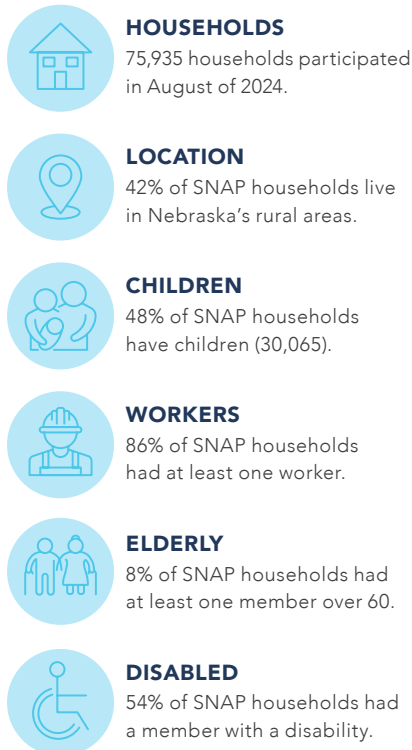 HOUSEHOLDS
75,935 households participated
in August of 2024.
LOCATION
42% of SNAP households live
in Nebraska's rural areas.
CHILDREN
48% of SNAP households
have children (30,065).
WORKERS
86% of SNAP households
had at least one worker.
ELDERLY
8% of SNAP households had
at least one member over 60.
DISABLED
54% of SNAP households had
a member with a disability.